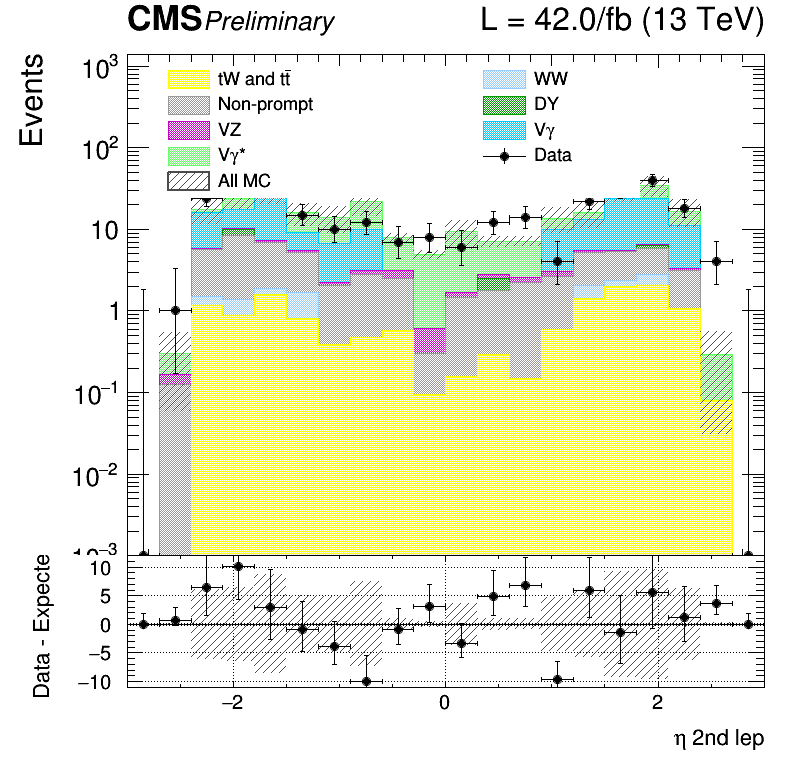 CMS Preliminary L = 42.0/fb (13 TeV)
Events
10³
10²
10
1
10⁻¹
10⁻²
10⁻³
tW and tt̄
Non-prompt
VZ
Vγ*
All MC
WW
DY
Vγ
Data
Data - Expecte
10
5
0
−5
−10
−2 0 2
η 2nd lep